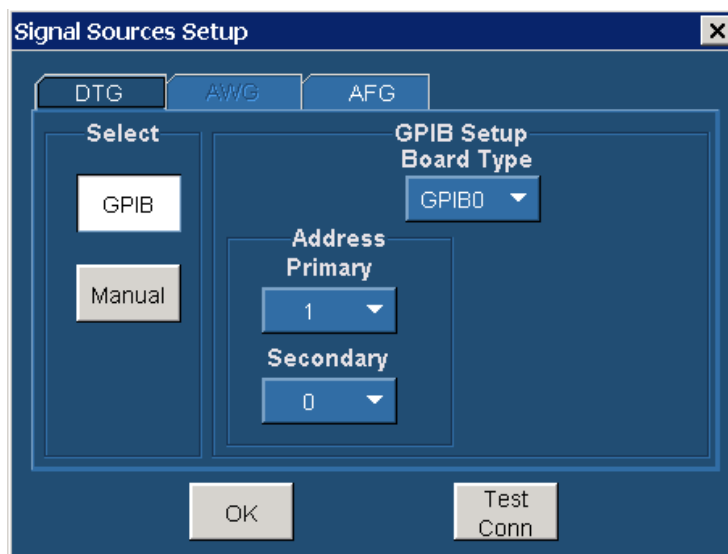 Signal Sources Setup
DTG
AWG
AFG
Select
GPIB
Manual
GPIB Setup
Board Type
GPIB0
Address
Primary
1
Secondary
0
OK
Test
Conn